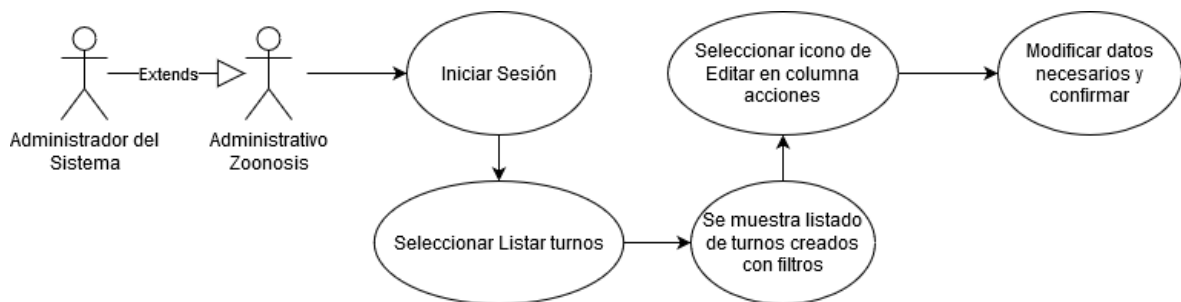 Extends
Administrador del
Sistema
Administrativo
Zoonosis
Iniciar Sesión
Seleccionar Listar turnos
Se muestra listado
de turnos creados
con filtros
Seleccionar icono de
Editar en columna
acciones
Modificar datos
necesarios y
confirmar